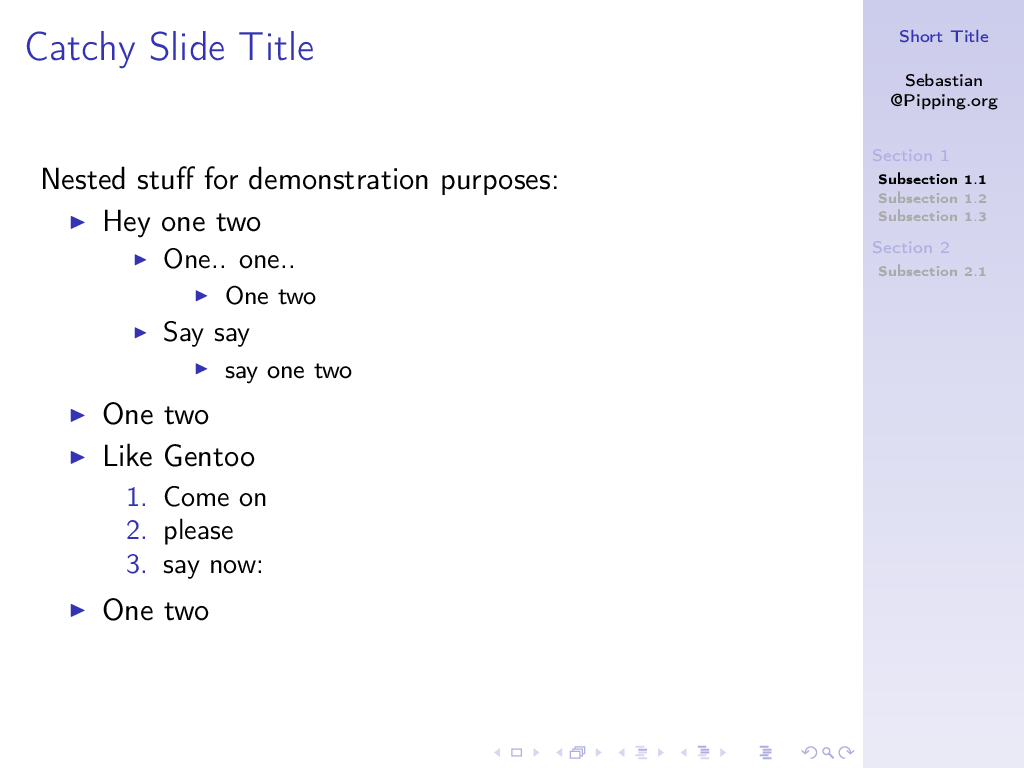 Catchy Slide Title
Nested stuff for demonstration purposes:
Hey one two
One.. one..
One two
Say say
say one two
One two
Like Gentoo
1. Come on
2. please
3. say now:
One two
Short Title
Sebastian
@Pipping.org
Section 1
Subsection 1.1
Subsection 1.2
Subsection 1.3
Section 2
Subsection 2.1